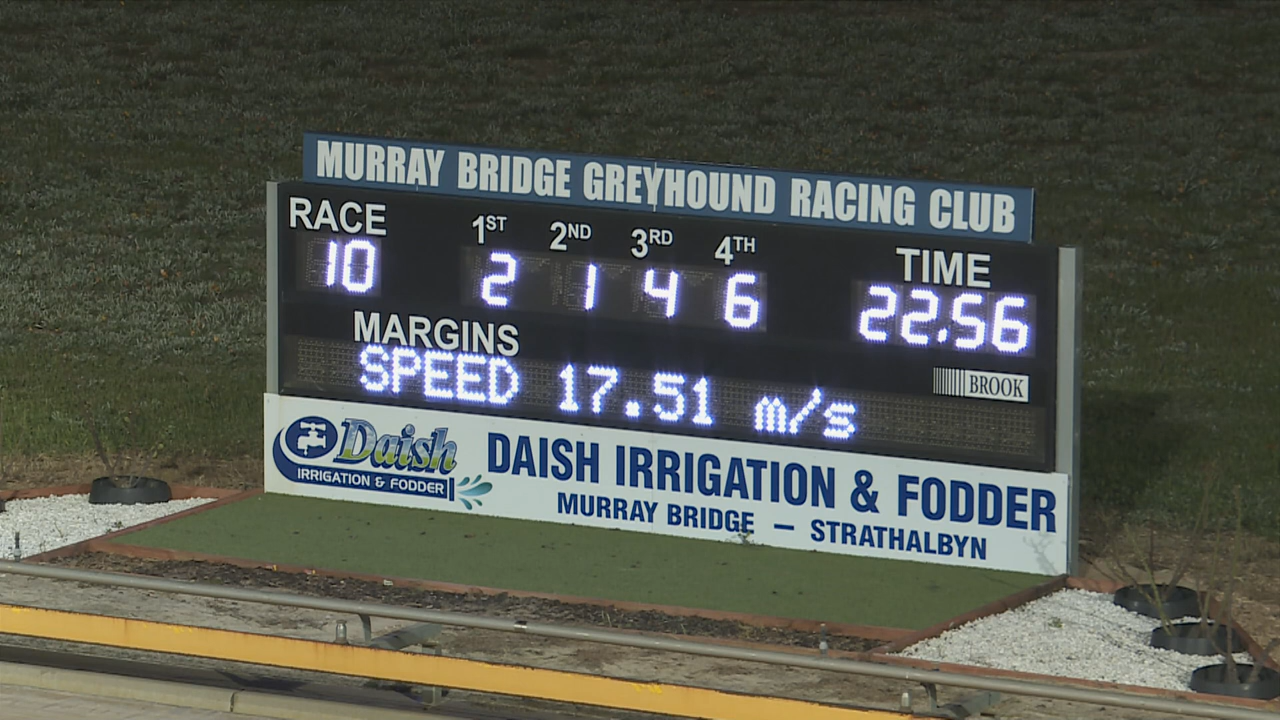 MURRAY BRIDGE GREYHOUND RACING CLUB
RACE 1ST 2ND 3RD 4TH TIME
10 2 1 4 6 22.56
MARGINS
SPEED 17.51 m/s
BROOK
Daish
IRRIGATION & FODDER
DAISH IRRIGATION & FODDER
MURRAY BRIDGE — STRATHALBYN